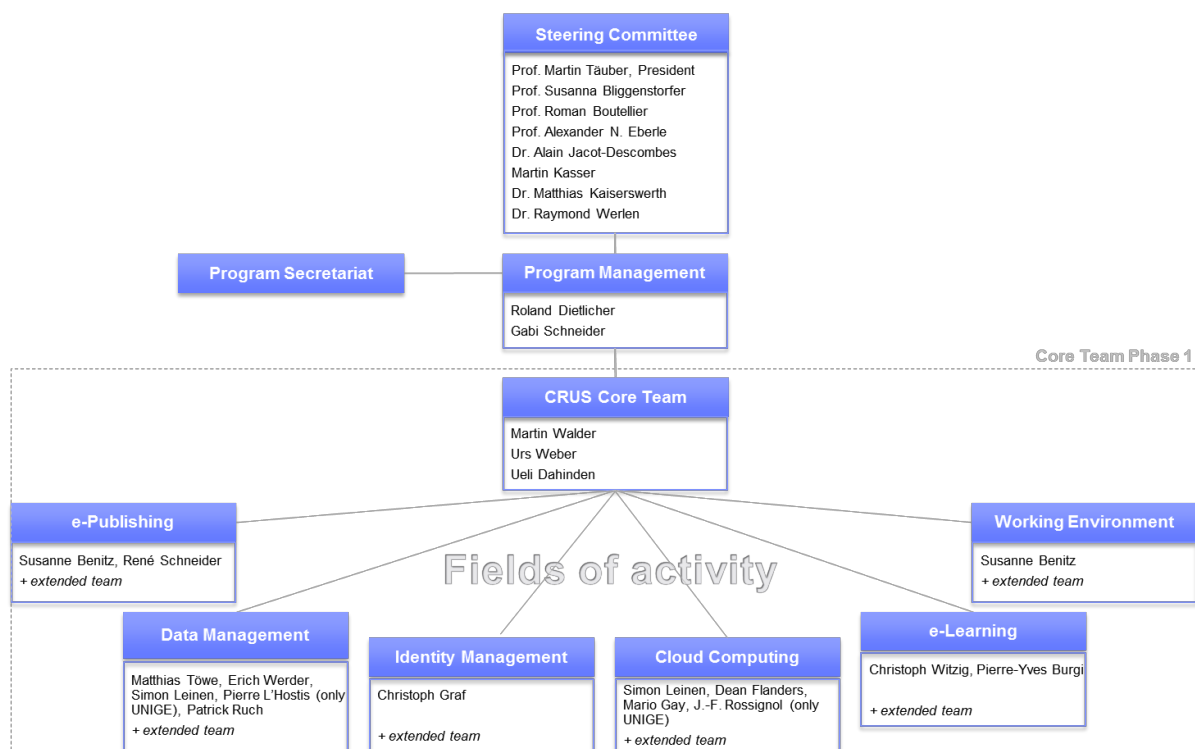 Steering Committee
Prof. Martin Täuber, President
Prof. Susanna Bliggenstorfer
Prof. Roman Boutellier
Prof. Alexander N. Eberle
Dr. Alain Jacot-Descombes
Martin Kasser
Dr. Matthias Kaiserswerth
Dr. Raymond Werlen
Program Secretariat
Program Management
Roland Dietlicher
Gabi Schneider
Core Team Phase 1
CRUS Core Team
Martin Walder
Urs Weber
Ueli Dahinden
e-Publishing
Susanne Benitz, René Schneider
+ extended team
Working Environment
Susanne Benitz
+ extended team
Fields of activity
Data Management
Matthias Töwe, Erich Werder,
Simon Leinen, Pierre L'Hostis (only
UNIGE), Patrick Ruch
+ extended team
Identity Management
Christoph Graf
+ extended team
Cloud Computing
Simon Leinen, Dean Flanders,
Mario Gay, J.-F. Rossignol (only
UNIGE)
+ extended team
e-Learning
Christoph Witzig, Pierre-Yves Burgi
+ extended team